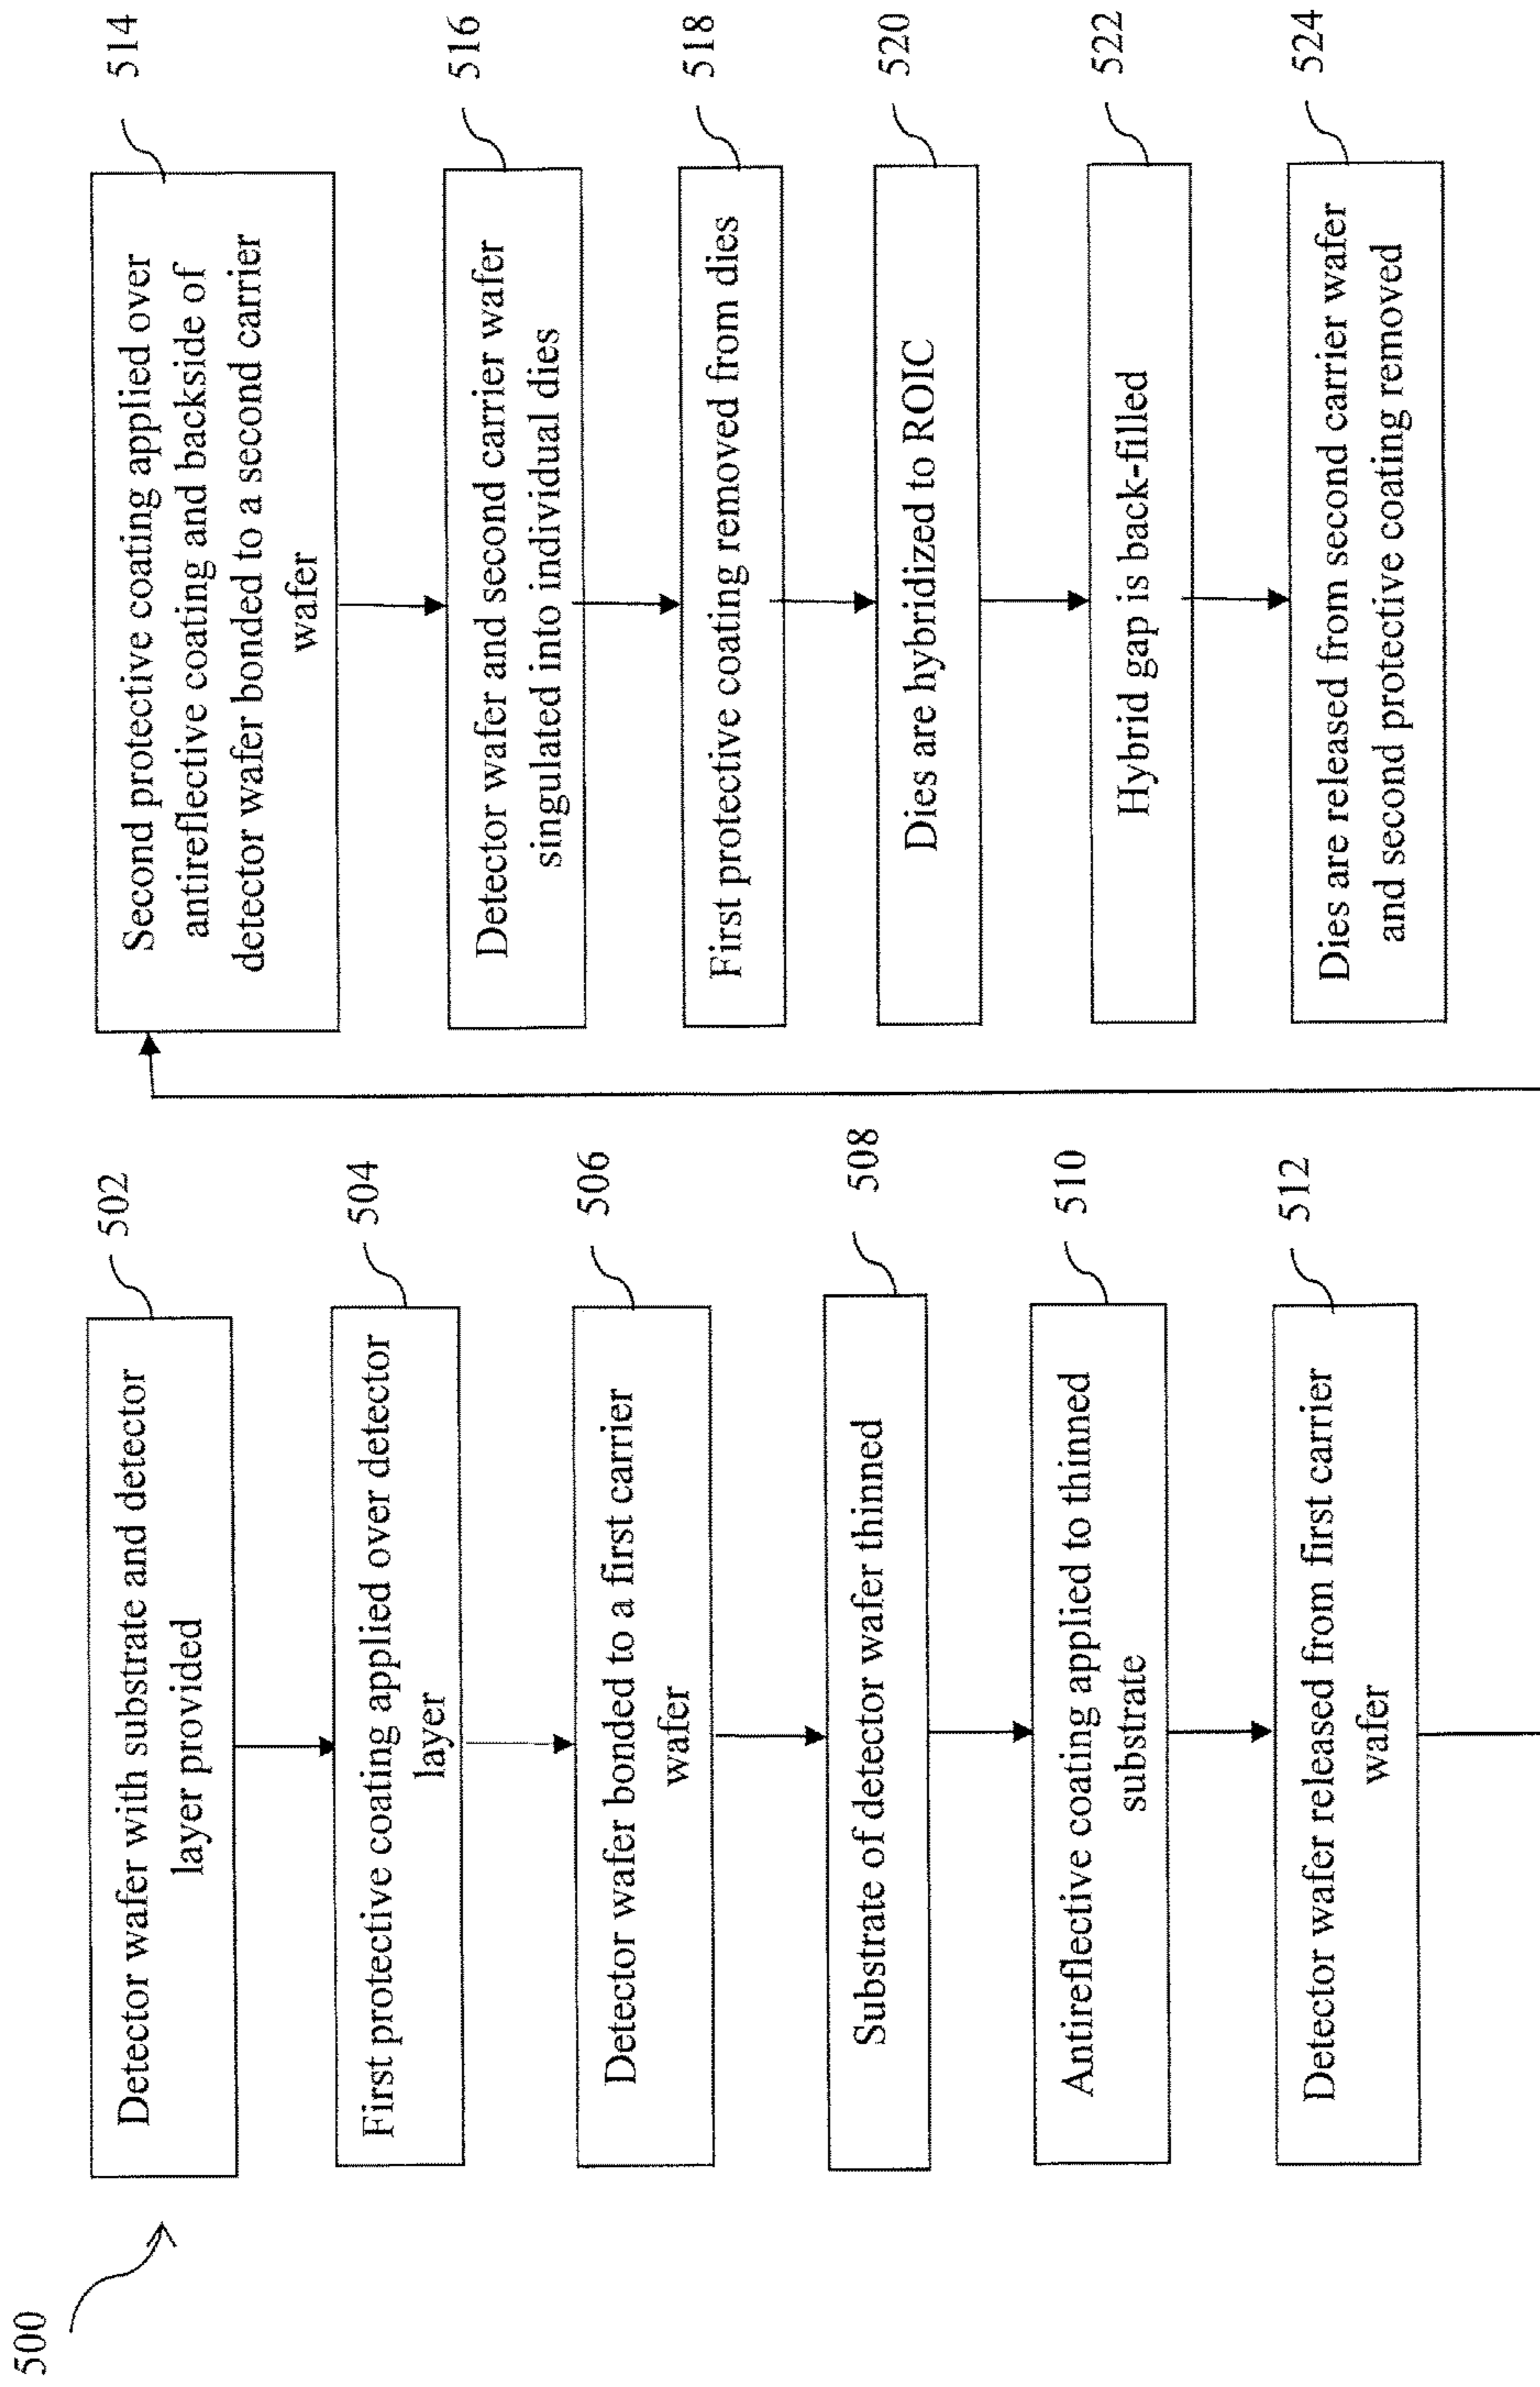 500
502
Detector wafer with substrate and detector
layer provided
504
First protective coating applied over detector
layer
506
Detector wafer bonded to a first carrier
wafer
508
Substrate of detector wafer thinned
510
Antireflective coating applied to thinned
substrate
512
Detector wafer released from first carrier
wafer
514
Second protective coating applied over
antireflective coating and backside of
detector wafer bonded to a second carrier
wafer
516
Detector wafer and second carrier wafer
singulated into individual dies
518
First protective coating removed from dies
520
Dies are hybridized to ROIC
522
Hybrid gap is back-filled
524
Dies are released from second carrier wafer
and second protective coating removed